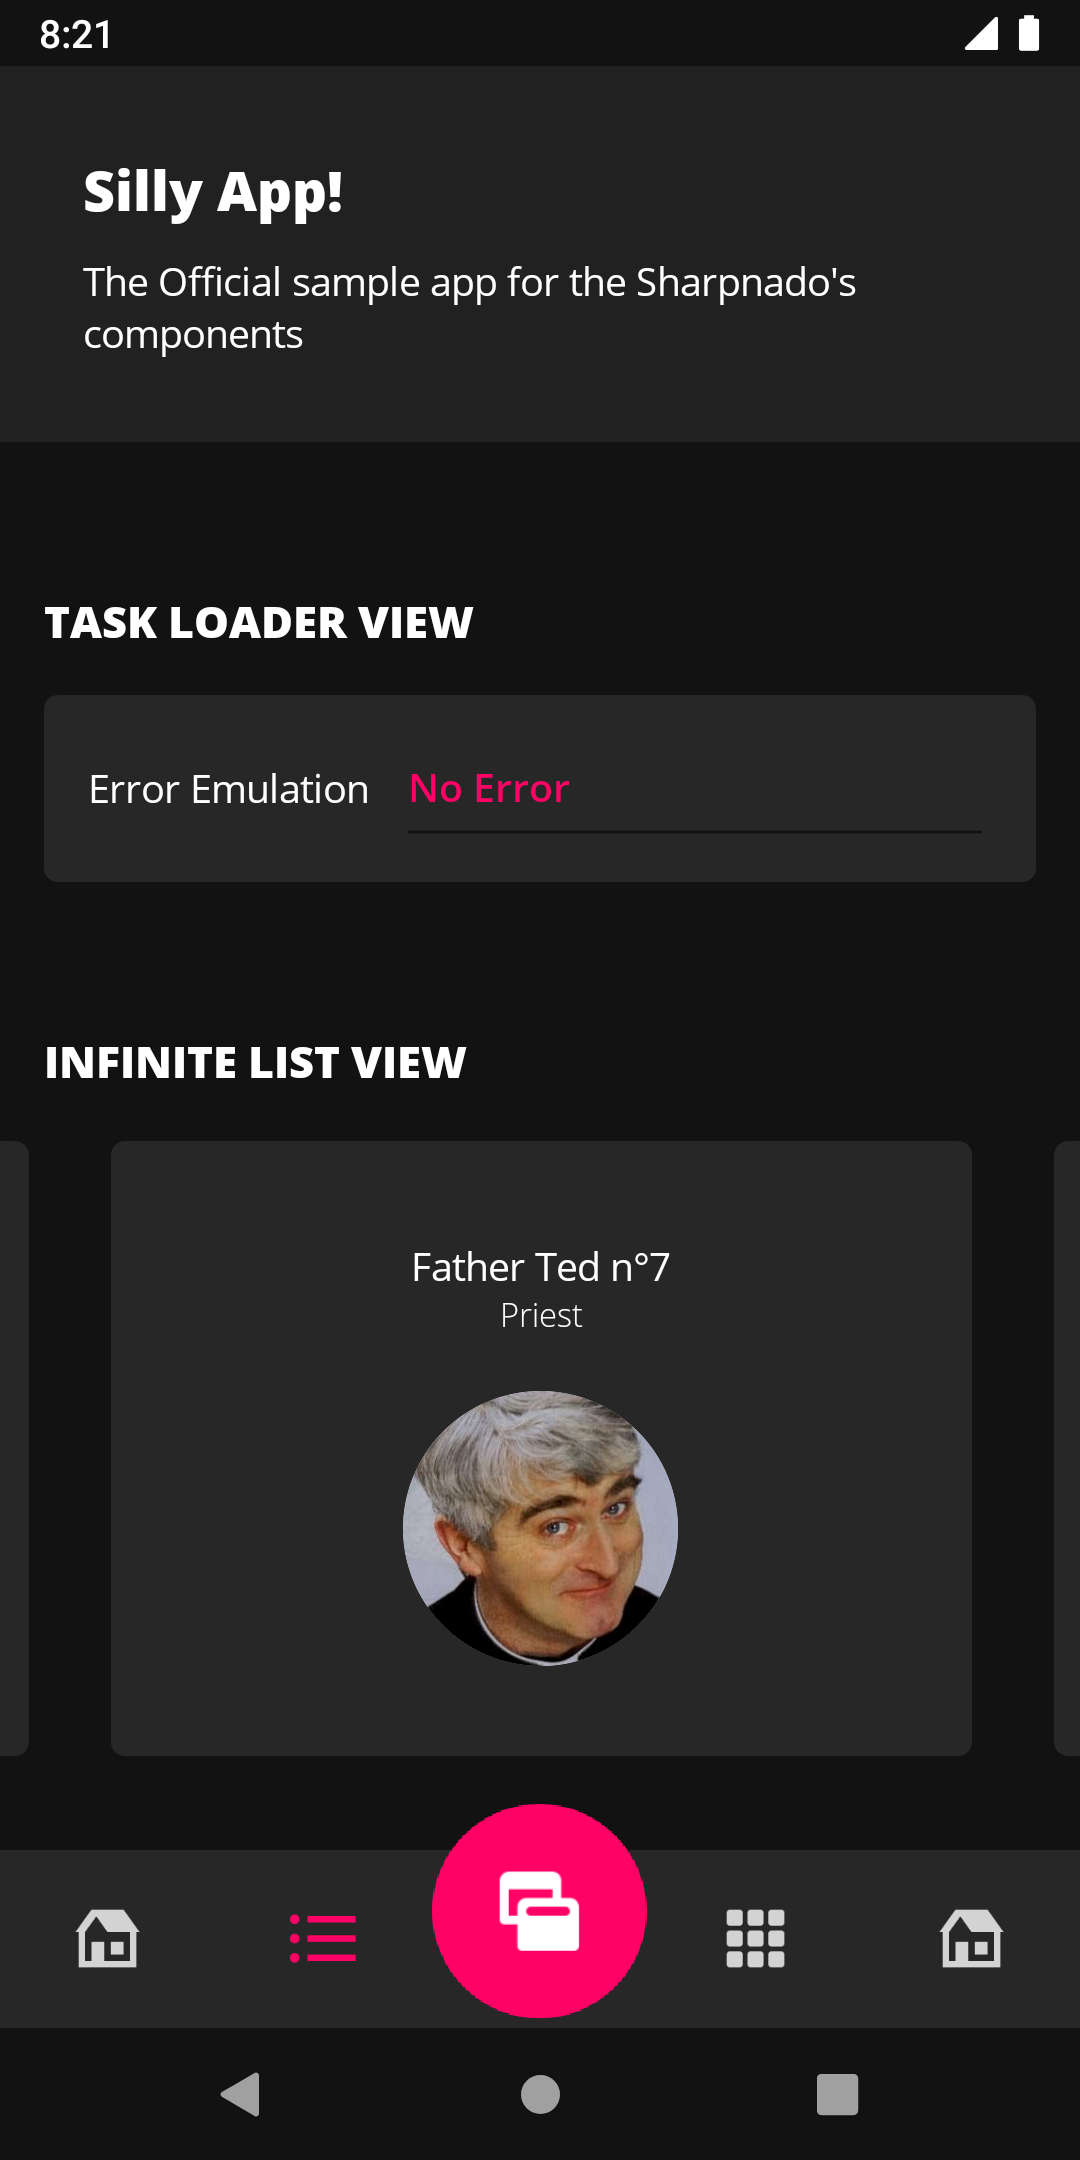 8:21
Silly App!
The Official sample app for the Sharpnado's
components
TASK LOADER VIEW
Error Emulation No Error
INFINITE LIST VIEW
Father Ted n°7
Priest